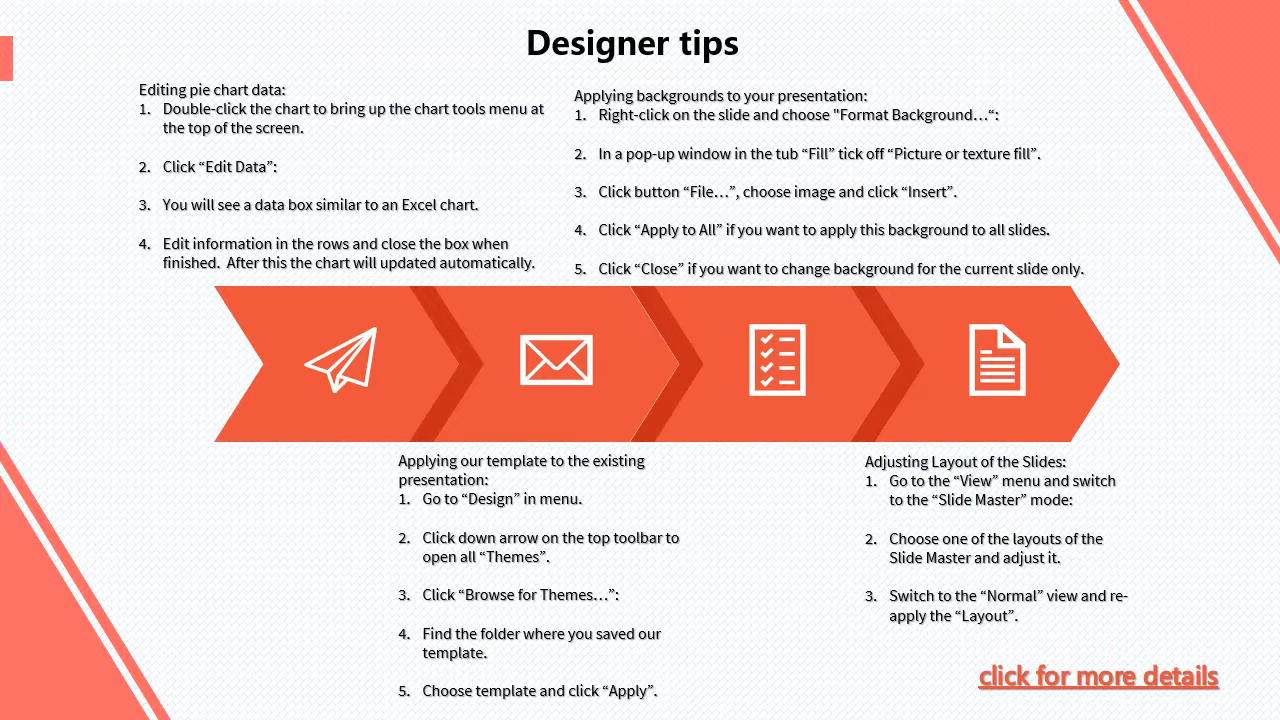 Designer tips
Editing pie chart data:
1. Double-click the chart to bring up the chart tools menu at
the top of the screen.
2. Click “Edit Data”:
3. You will see a data box similar to an Excel chart.
4. Edit information in the rows and close the box when
finished.  After this the chart will updated automatically.
Applying backgrounds to your presentation:
1. Right-click on the slide and choose "Format Background…“:
2. In a pop-up window in the tub “Fill” tick off “Picture or texture fill”.
3. Click button “File…”, choose image and click “Insert”.
4. Click “Apply to All” if you want to apply this background to all slides.
5. Click “Close” if you want to change background for the current slide only.
Applying our template to the existing
presentation:
1. Go to “Design” in menu.
2. Click down arrow on the top toolbar to
open all “Themes”.
3. Click “Browse for Themes…”:
4. Find the folder where you saved our
template.
5. Choose template and click “Apply”.
Adjusting Layout of the Slides:
1. Go to the “View” menu and switch
to the “Slide Master” mode:
2. Choose one of the layouts of the
Slide Master and adjust it.
3. Switch to the “Normal” view and re-
apply the “Layout”.
click for more details